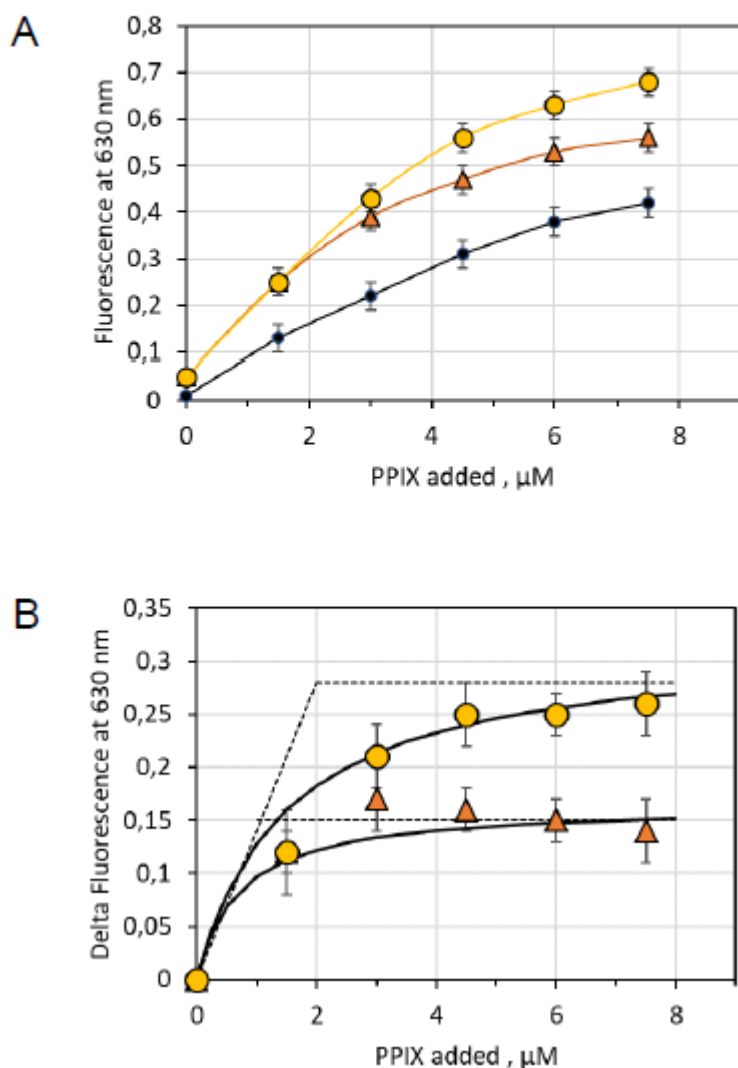 A
0,8
0,7
0,6
0,5
0,4
0,3
0,2
0,1
0
Fluorescence at 630 nm
0 2 4 6 8
PPIX added , µM
B
0,35
0,3
0,25
0,2
0,15
0,1
0,05
0
Delta Fluorescence at 630 nm
0 2 4 6 8
PPIX added , µM